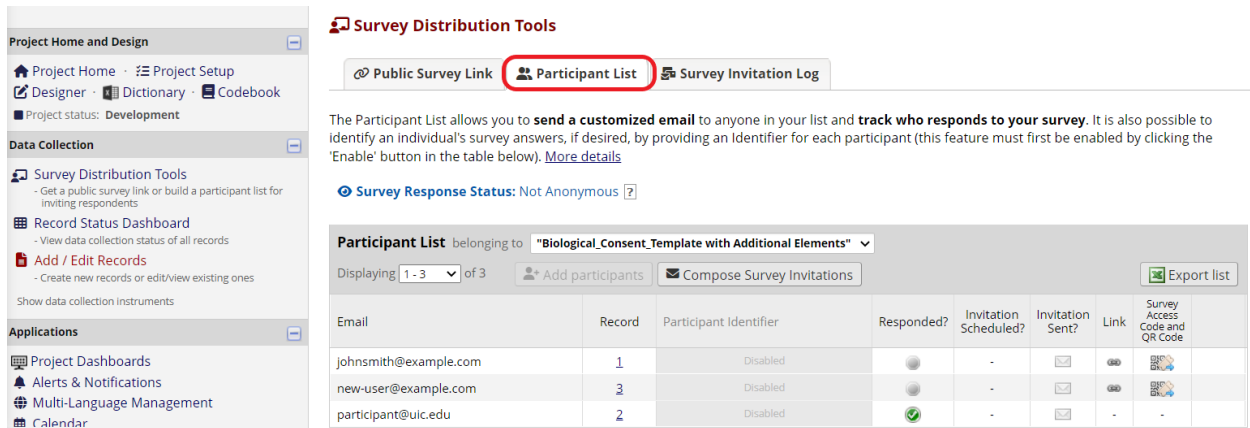 Project Home and Design
Project Home · Project Setup
Designer · Dictionary · Codebook
Project status: Development
Data Collection
Survey Distribution Tools
- Get a public survey link or build a participant list for
inviting respondents
Record Status Dashboard
- View data collection status of all records
Add / Edit Records
- Create new records or edit/view existing ones
Show data collection instruments
Applications
Project Dashboards
Alerts & Notifications
Multi-Language Management
Calendar
Survey Distribution Tools
Public Survey Link
Participant List
Survey Invitation Log
The Participant List allows you to send a customized email to anyone in your list and track who responds to your survey. It is also possible to
identify an individual's survey answers, if desired, by providing an Identifier for each participant (this feature must first be enabled by clicking the
'Enable' button in the table below). More details
Survey Response Status: Not Anonymous ?
Participant List belonging to "Biological_Consent_Template with Additional Elements"
Displaying 1 - 3 of 3 Add participants Compose Survey Invitations Export list
Email Record Participant Identifier Responded? Invitation Scheduled? Invitation Sent? Link Survey Access Code and QR Code
johnsmith@example.com 1 Disabled -
new-user@example.com 3 Disabled -
participant@uic.edu 2 Disabled - - -